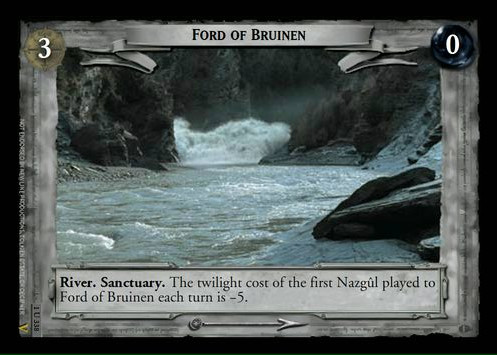 3
FORD OF BRUINEN
0
River. Sanctuary. The twilight cost of the first Nazgûl played to
Ford of Bruinen each turn is –5.
1 U 338